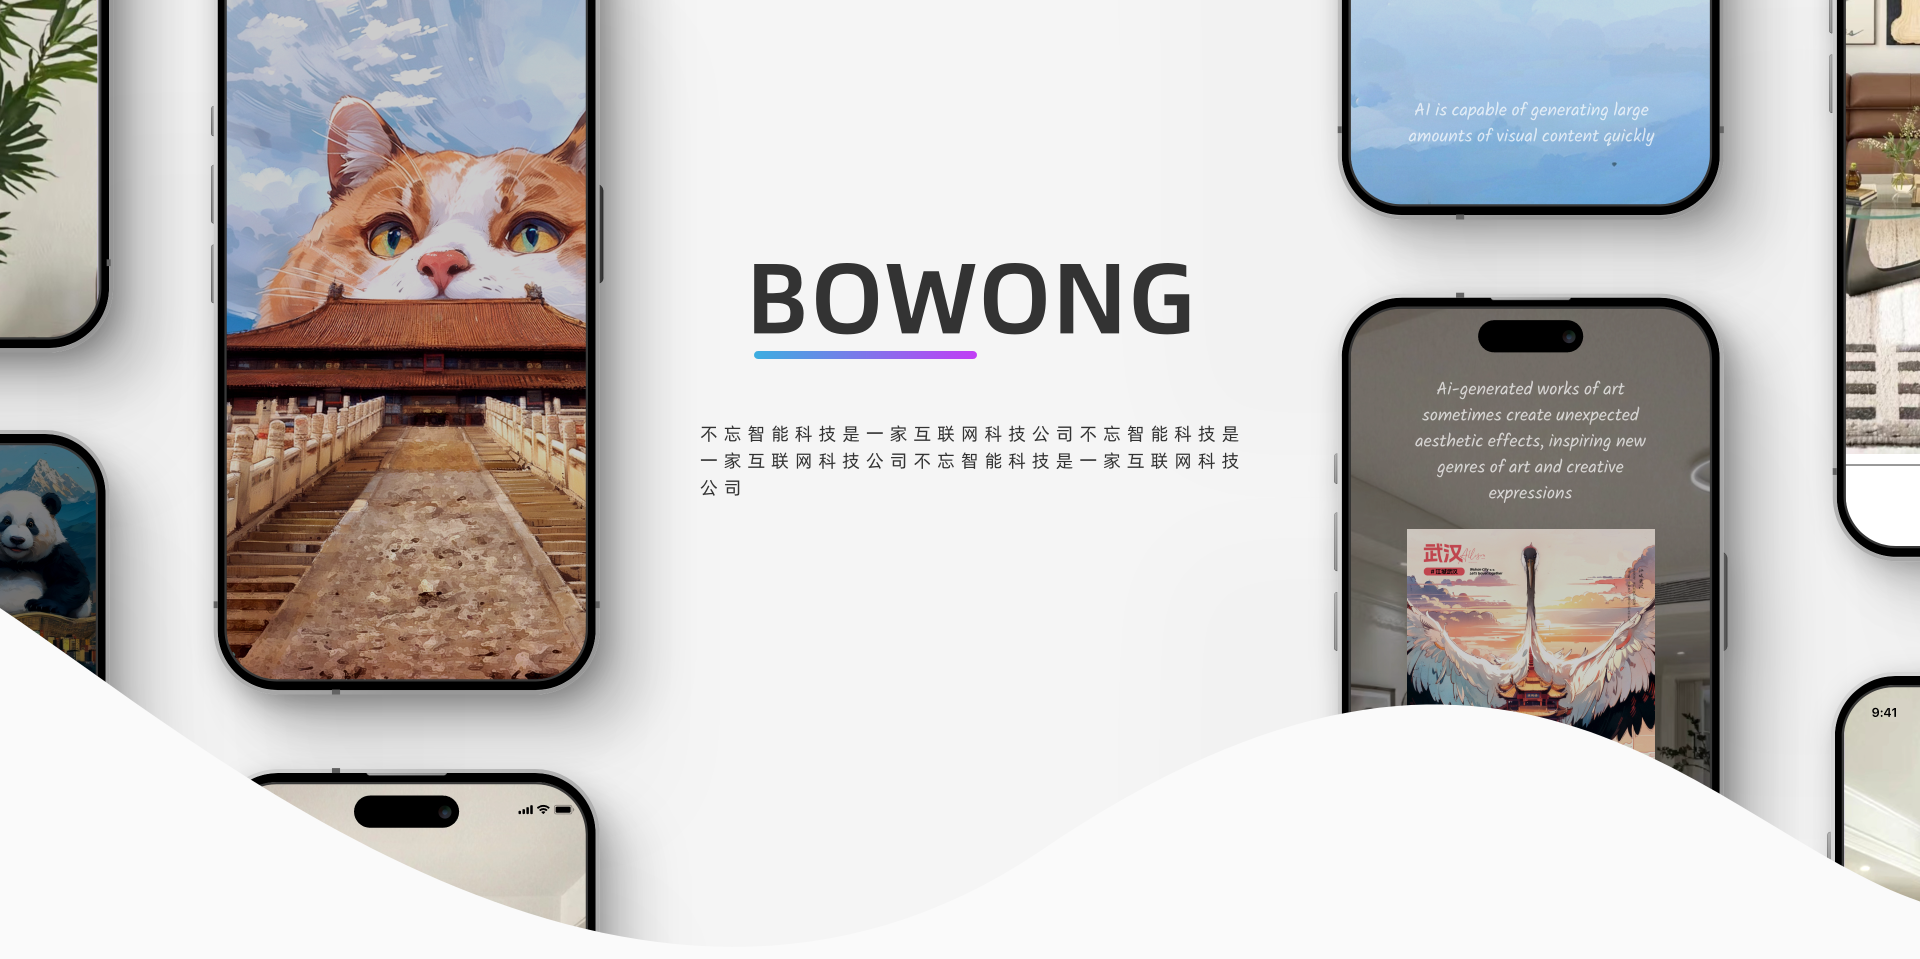 AI is capable of generating large
amounts of visual content quickly
BOWONG
不忘智能科技是一家互联网科技公司不忘智能科技是
一家互联网科技公司不忘智能科技是一家互联网科技
公司
Ai-generated works of art
sometimes create unexpected
aesthetic effects, inspiring new
genres of art and creative
expressions
武汉
9:41